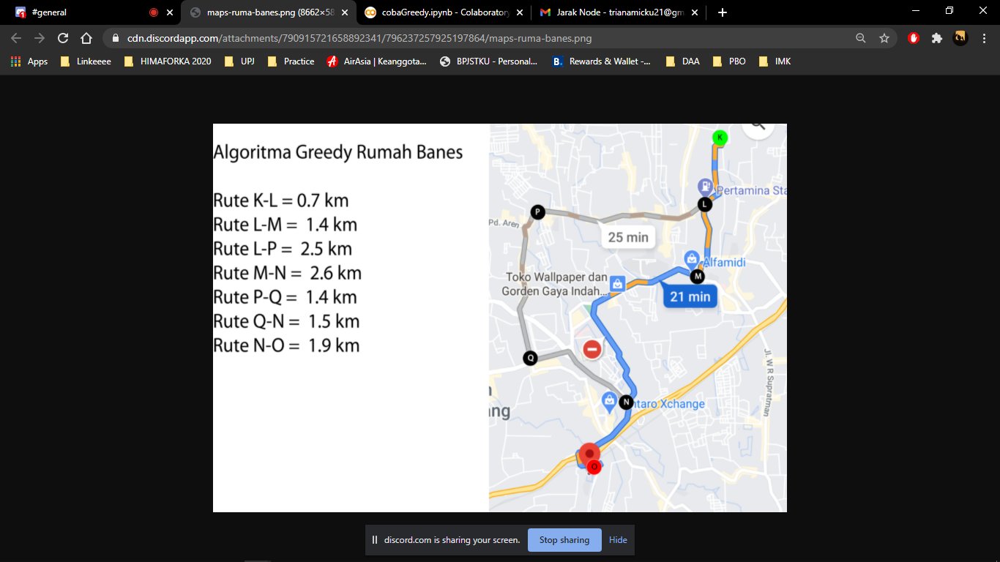 #general
maps-ruma-banes.png (8662×58
cobaGreedy.ipynb - Colaboratory
Jarak Node - trianamicku21@gm
cdn.discordapp.com/attachments/790915721658892341/796237257925197864/maps-ruma-banes.png
Apps
Linkeeee
HIMAFORKA 2020
UPJ
Practice
AirAsia | Keanggota...
BPJSTKU - Personal...
B.
Rewards & Wallet -...
DAA
PBO
IMK
Algoritma Greedy Rumah Banes
Rute K-L = 0.7 km
Rute L-M = 1.4 km
Rute L-P = 2.5 km
Rute M-N = 2.6 km
Rute P-Q = 1.4 km
Rute Q-N = 1.5 km
Rute N-O = 1.9 km
K
Pertamina Sta
L
P
Pd. Aren
25 min
Alfamidi
M
Toko Wallpaper dan
Gorden Gaya Indah...
21 min
Q
Jl. W R Supratman
N
ntaro Xchange
ang
O
discord.com is sharing your screen.
Stop sharing
Hide